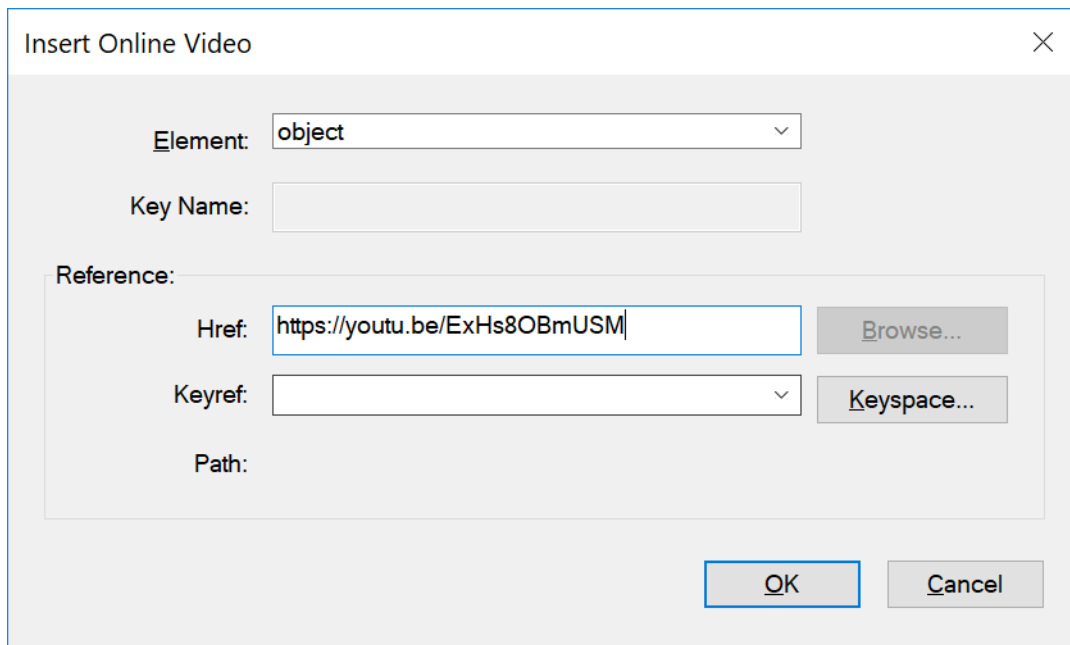 Insert Online Video
Element: object
Key Name:
Reference:
Href: https://youtu.be/ExHs8OBmUSM Browse...
Keyref: Keyspace...
Path:
OK Cancel